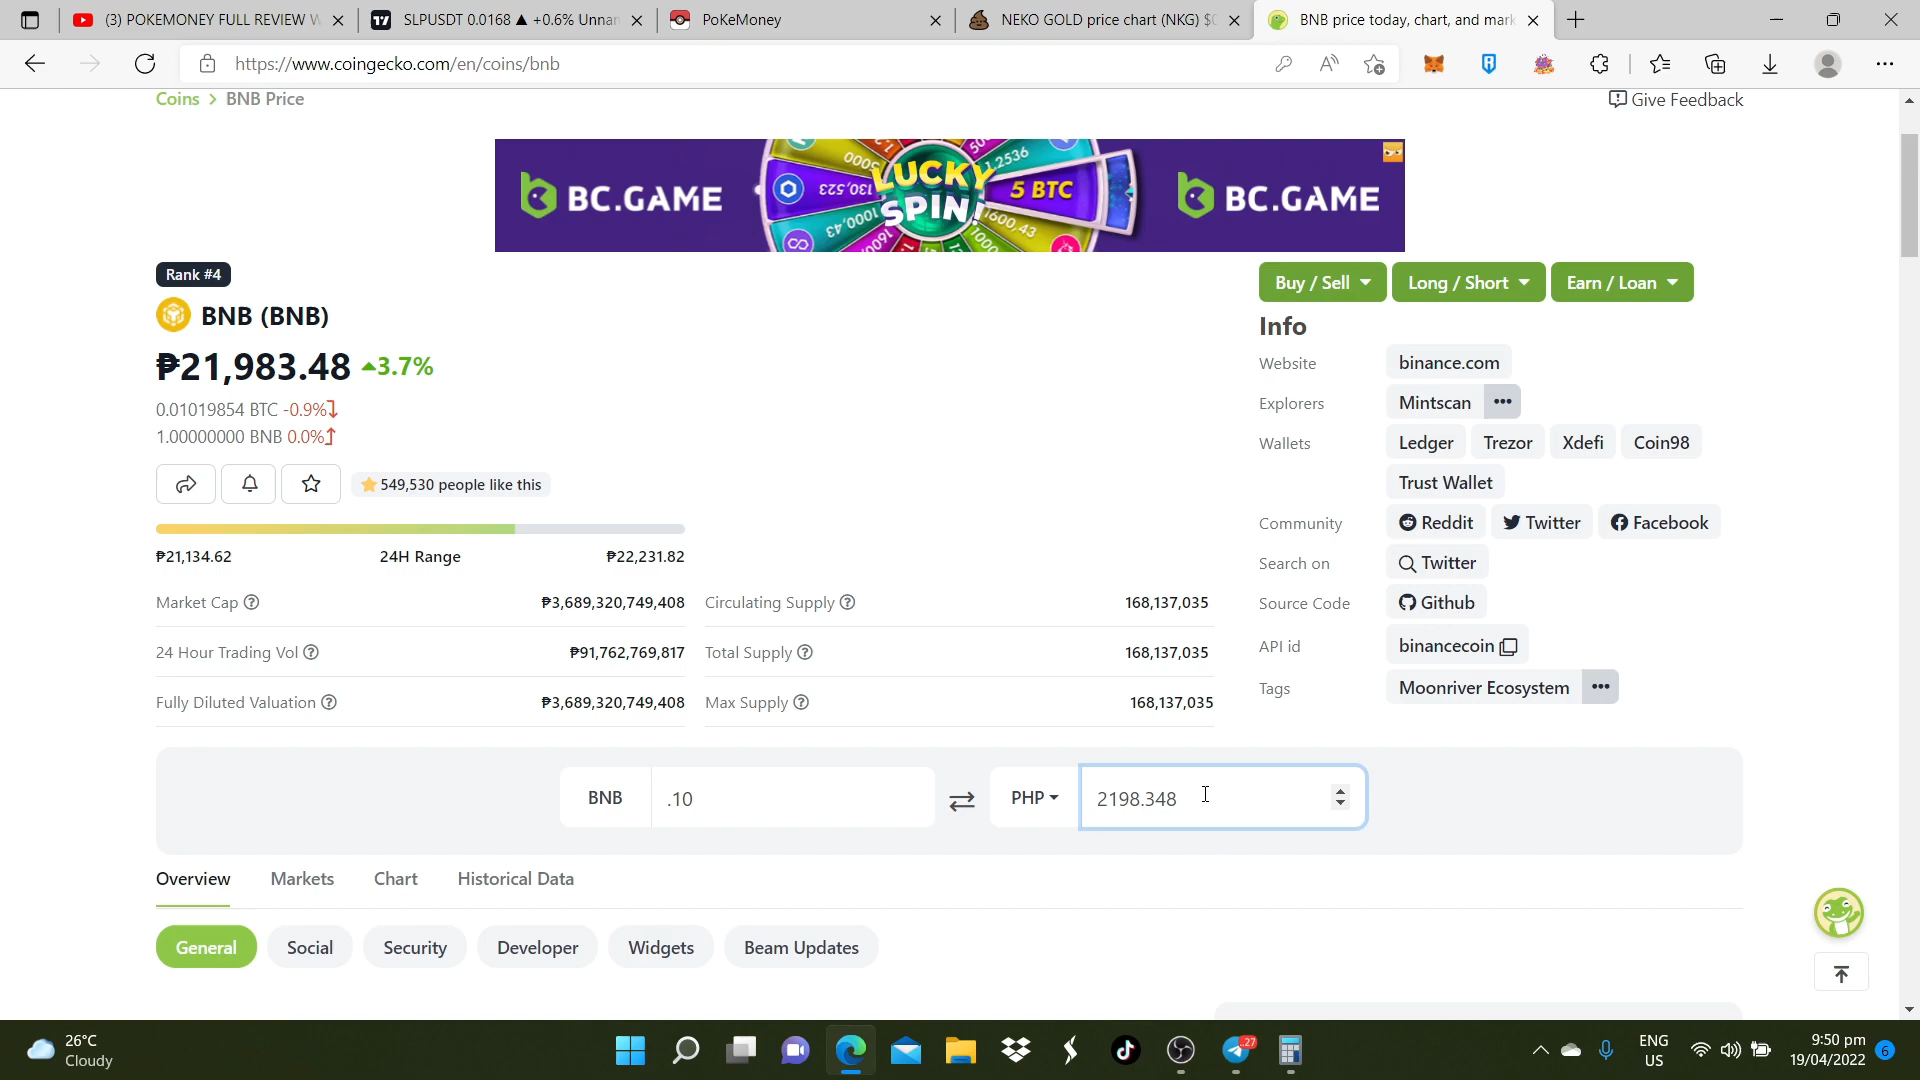 (3) POKEMONEY FULL REVIEW W
SLPUSDT 0.0168 ▲ +0.6% Unnar
PoKeMoney
NEKO GOLD price chart (NKG) $0
BNB price today, chart, and mark
https://www.coingecko.com/en/coins/bnb
Coins > BNB Price
Give Feedback
BC.GAME
LUCKY SPIN!
5 BTC
BC.GAME
Rank #4
BNB (BNB)
₱21,983.48 3.7%
0.01019854 BTC -0.9%
1.00000000 BNB 0.0%
549,530 people like this
₱21,134.62 24H Range ₱22,231.82
Market Cap ₱3,689,320,749,408
24 Hour Trading Vol ₱91,762,769,817
Fully Diluted Valuation ₱3,689,320,749,408
Circulating Supply 168,137,035
Total Supply 168,137,035
Max Supply 168,137,035
Buy / Sell Long / Short Earn / Loan
Info
Website binance.com
Explorers Mintscan •••
Wallets Ledger Trezor Xdefi Coin98
Trust Wallet
Community Reddit Twitter Facebook
Search on Twitter
Source Code Github
API id binancecoin
Tags Moonriver Ecosystem •••
BNB .10 PHP 2198.348
Overview Markets Chart Historical Data
General Social Security Developer Widgets Beam Updates
26°C
Cloudy
27
ENG
US
9:50 pm
19/04/2022
6